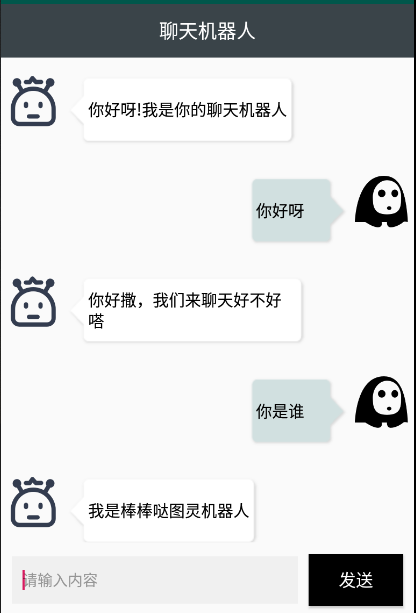 聊天机器人
你好呀!我是你的聊天机器人
你好呀
你好撒，我们来聊天好不好
嗒
你是谁
我是棒棒哒图灵机器人
请输入内容
发送